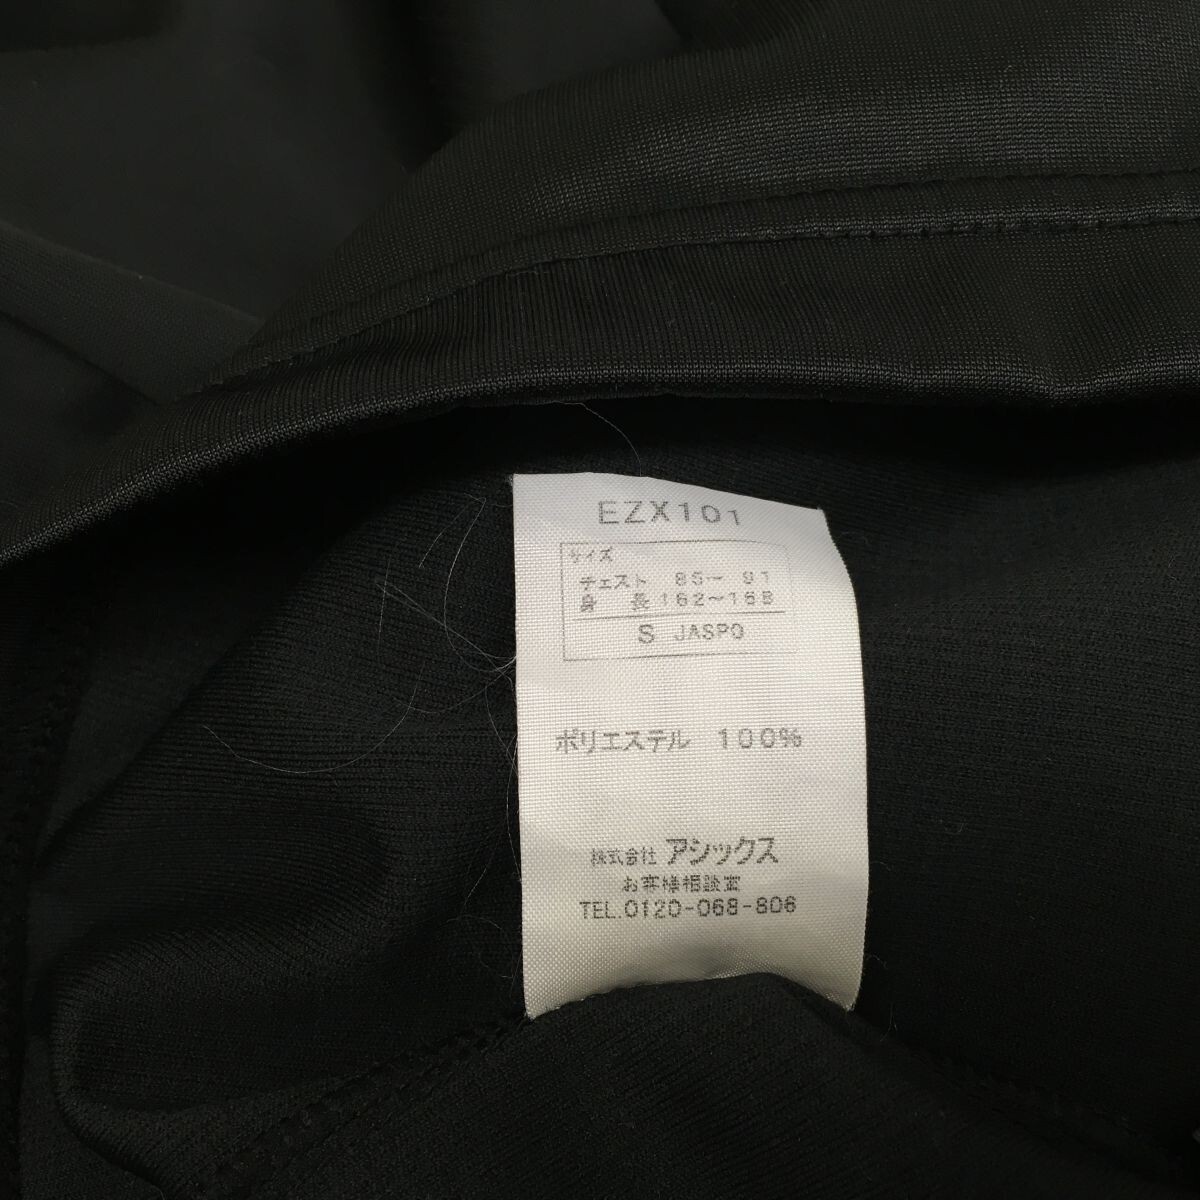 EZX101
サイズ
チェスト 85～91
身長 162～168
S JASPO
ポリエステル 100%
株式会社 アシックス
お客様相談室
TEL.0120-068-806